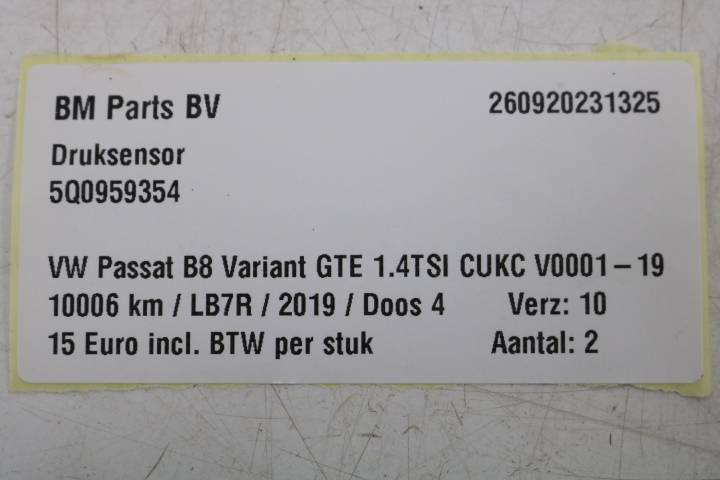 BM Parts BV 260920231325
Druksensor
5Q0959354
VW Passat B8 Variant GTE 1.4TSI CUKC V0001-19
10006 km / LB7R / 2019 / Doos 4 Verz: 10
15 Euro incl. BTW per stuk Aantal: 2